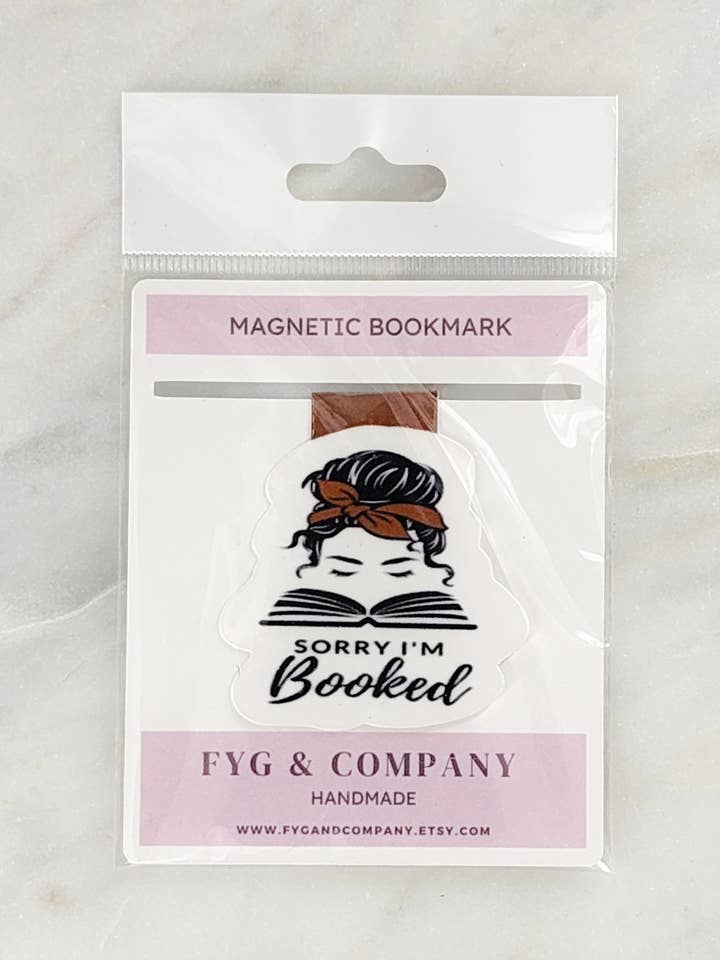 MAGNETIC BOOKMARK
SORRY I'M
Booked
FYG & COMPANY
HANDMADE
WWW.FYGANDCOMPANY.ETSY.COM